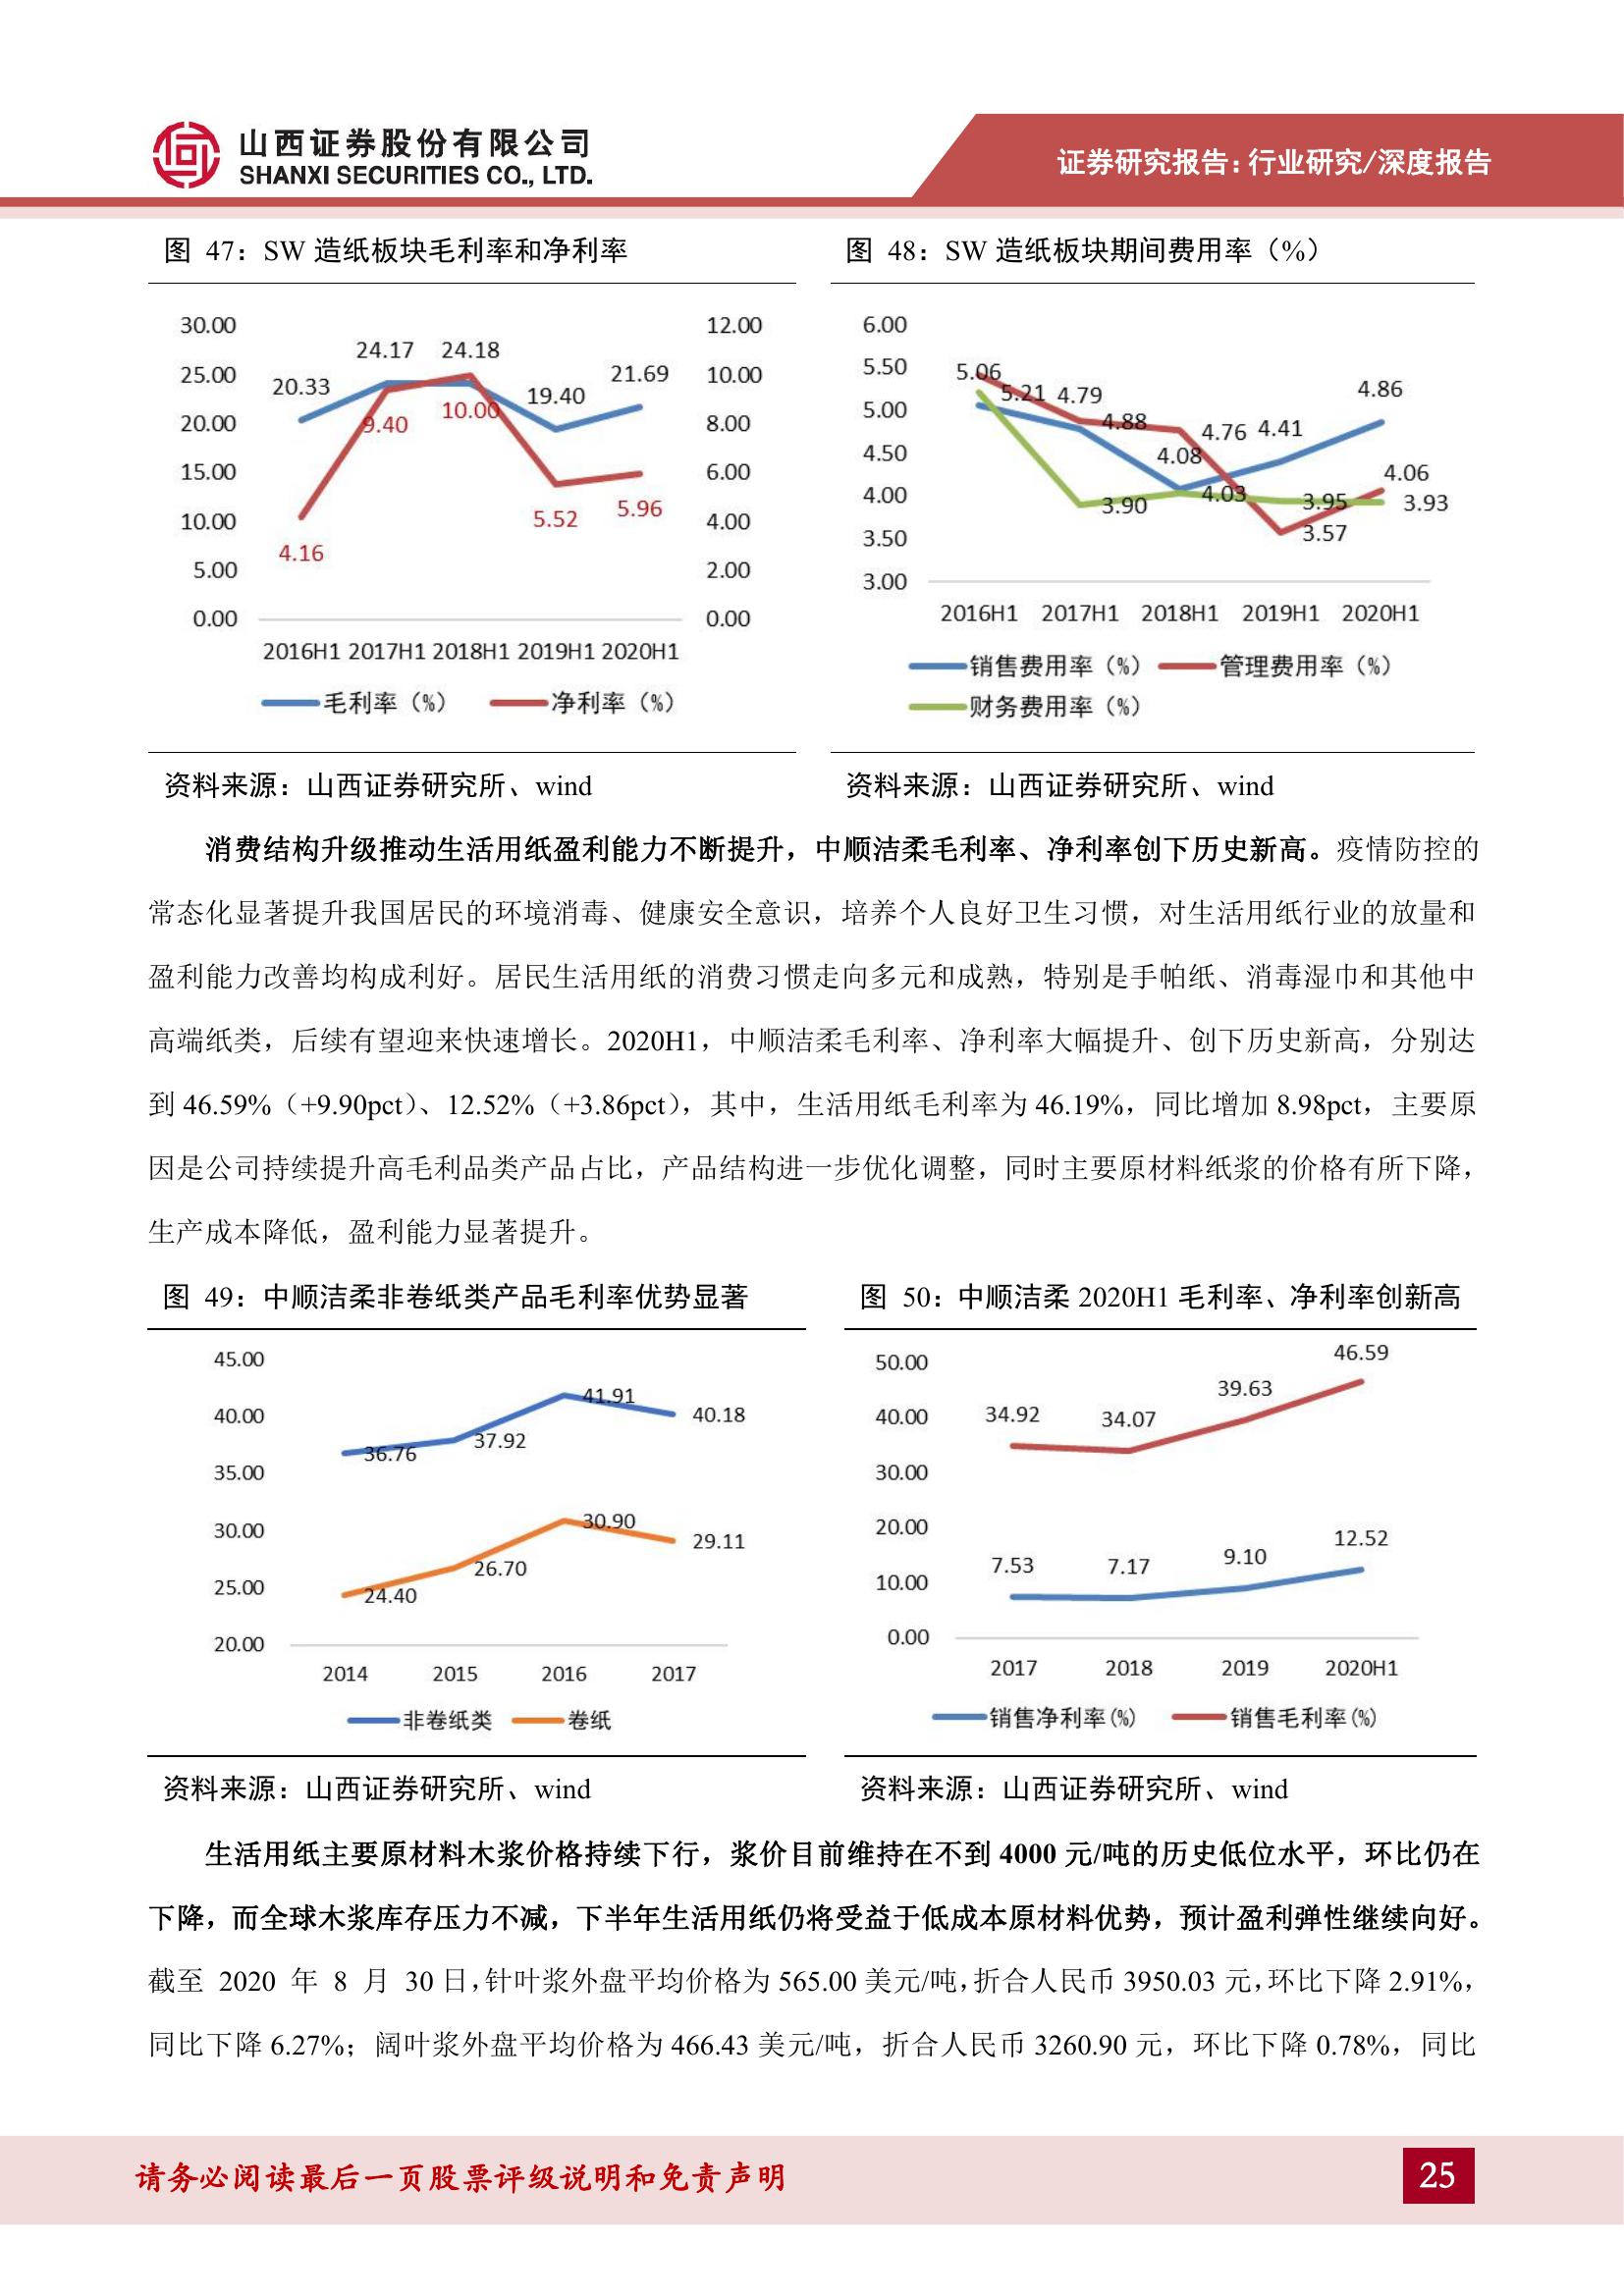 山西证券股份有限公司
SHANXI SECURITIES CO., LTD.
证券研究报告：行业研究/深度报告
图 47：SW 造纸板块毛利率和净利率
30.00
25.00
20.00
15.00
10.00
5.00
0.00
12.00
10.00
8.00
6.00
4.00
2.00
0.00
20.33
24.17
24.18
19.40
21.69
4.16
9.40
10.00
5.52
5.96
2016H1 2017H1 2018H1 2019H1 2020H1
毛利率（%） 净利率（%）
资料来源：山西证券研究所、wind
图 48：SW 造纸板块期间费用率（%）
6.00
5.50
5.00
4.50
4.00
3.50
3.00
5.06
5.21
4.79
4.88
4.08
4.76
4.41
4.86
3.90
4.03
3.95
3.57
4.06
3.93
2016H1 2017H1 2018H1 2019H1 2020H1
销售费用率（%） 管理费用率（%）
财务费用率（%）
资料来源：山西证券研究所、wind
消费结构升级推动生活用纸盈利能力不断提升，中顺洁柔毛利率、净利率创下历史新高。疫情防控的
常态化显著提升我国居民的环境消毒、健康安全意识，培养个人良好卫生习惯，对生活用纸行业的放量和
盈利能力改善均构成利好。居民生活用纸的消费习惯走向多元和成熟，特别是手帕纸、消毒湿巾和其他中
高端纸类，后续有望迎来快速增长。2020H1，中顺洁柔毛利率、净利率大幅提升、创下历史新高，分别达
到 46.59%（+9.90pct）、12.52%（+3.86pct），其中，生活用纸毛利率为 46.19%，同比增加 8.98pct，主要原
因是公司持续提升高毛利品类产品占比，产品结构进一步优化调整，同时主要原材料纸浆的价格有所下降，
生产成本降低，盈利能力显著提升。
图 49：中顺洁柔非卷纸类产品毛利率优势显著
45.00
40.00
35.00
30.00
25.00
20.00
36.76
37.92
41.91
40.18
24.40
26.70
30.90
29.11
2014 2015 2016 2017
非卷纸类 卷纸
资料来源：山西证券研究所、wind
图 50：中顺洁柔 2020H1 毛利率、净利率创新高
50.00
40.00
30.00
20.00
10.00
0.00
34.92
34.07
39.63
46.59
7.53
7.17
9.10
12.52
2017 2018 2019 2020H1
销售净利率(%) 销售毛利率(%)
资料来源：山西证券研究所、wind
生活用纸主要原材料木浆价格持续下行，浆价目前维持在不到 4000 元/吨的历史低位水平，环比仍在
下降，而全球木浆库存压力不减，下半年生活用纸仍将受益于低成本原材料优势，预计盈利弹性继续向好。
截至 2020 年 8 月 30 日，针叶浆外盘平均价格为 565.00 美元/吨，折合人民币 3950.03 元，环比下降 2.91%，
同比下降 6.27%；阔叶浆外盘平均价格为 466.43 美元/吨，折合人民币 3260.90 元，环比下降 0.78%，同比
请务必阅读最后一页股票评级说明和免责声明
25